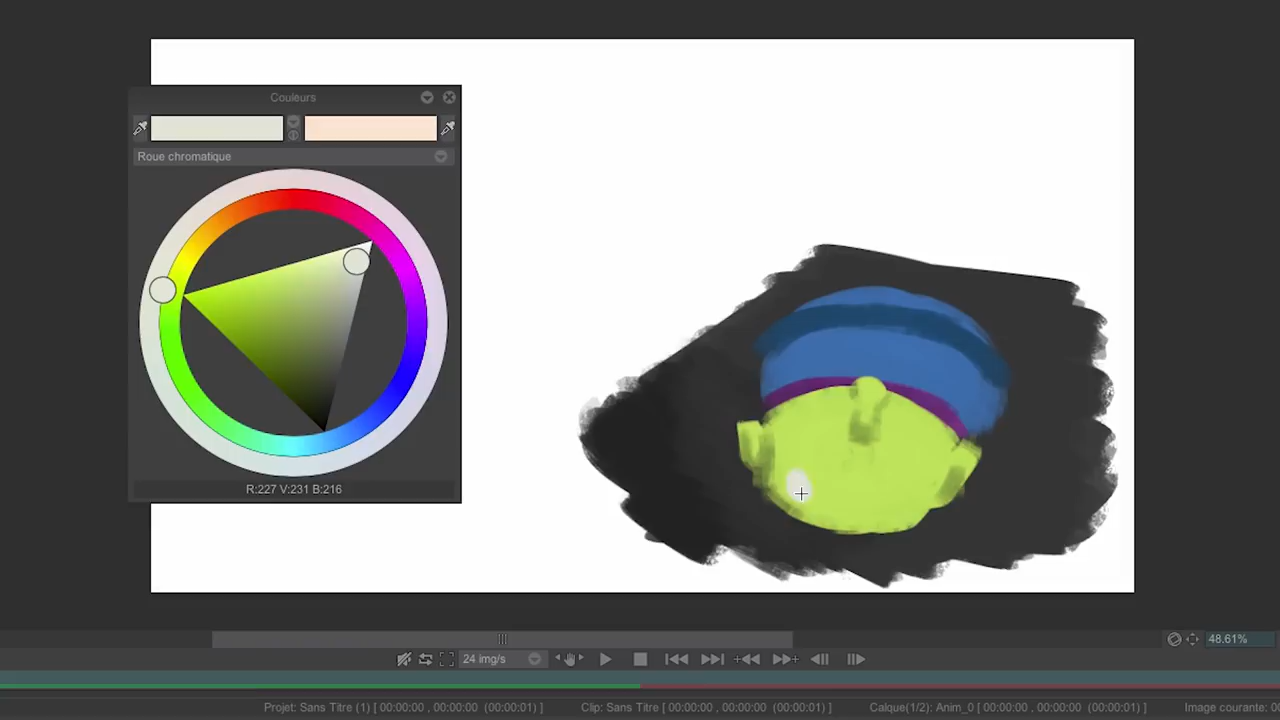 Couleurs
Roue chromatique
R:227 V:231 B:216
48.61%
24 img/s
Projet: Sans Titre (1) [ 00:00:00 , 00:00:00 (00:00:01) ]
Clip: Sans Titre [ 00:00:00 , 00:00:00 (00:00:01) ]
Calque(1/2): Anim_0 [ 00:00:00 , 00:00:00 (00:00:01) ]
Image courante: 00